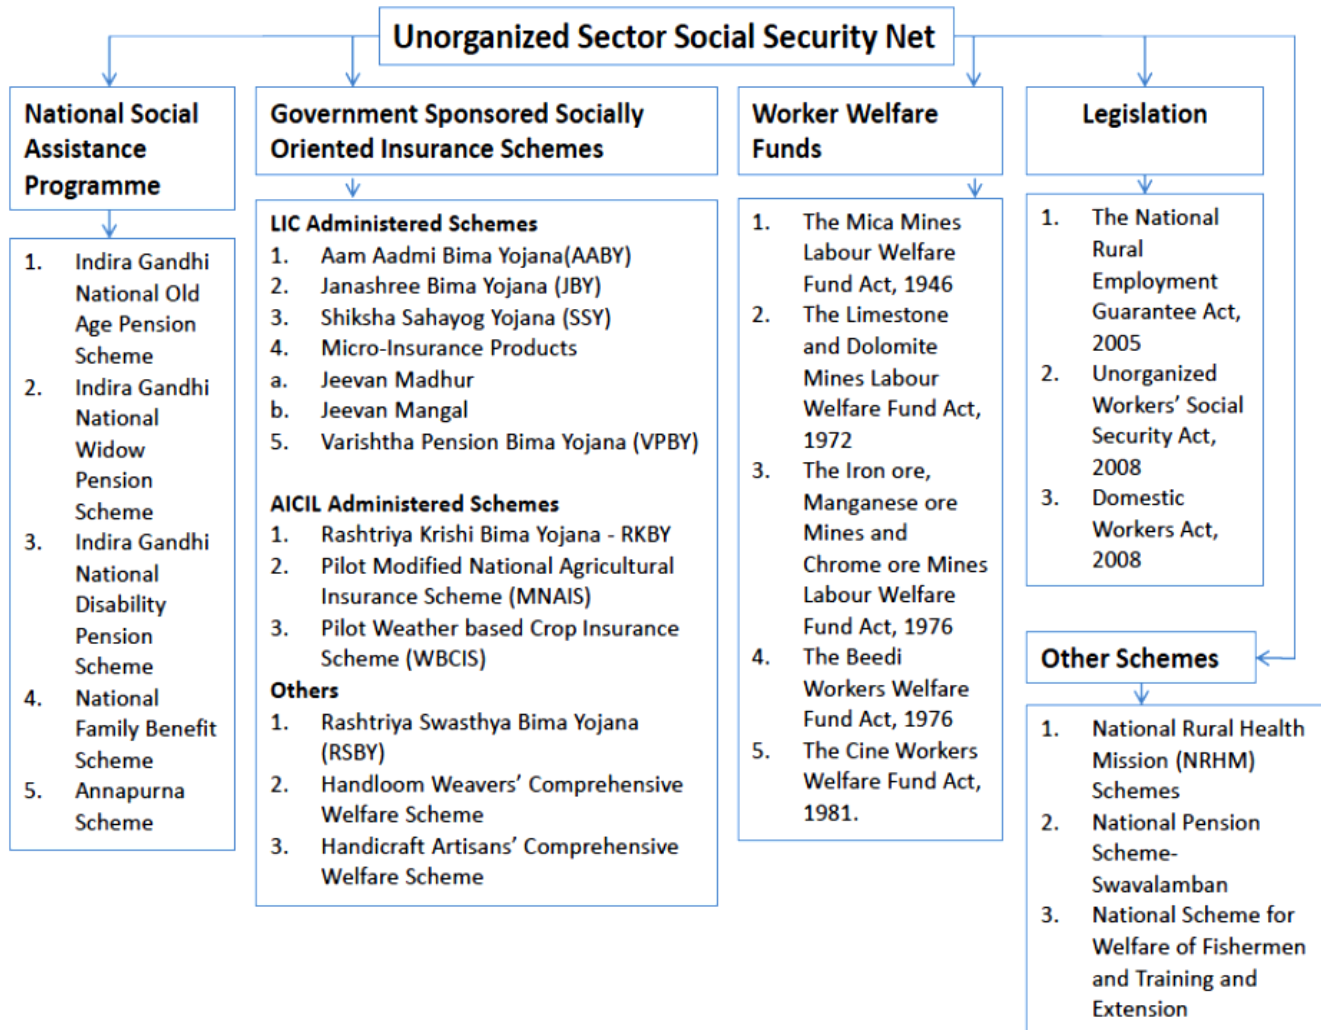 Unorganized Sector Social Security Net
National Social
Assistance
Programme
1. Indira Gandhi
National Old
Age Pension
Scheme
2. Indira Gandhi
National
Widow
Pension
Scheme
3. Indira Gandhi
National
Disability
Pension
Scheme
4. National
Family Benefit
Scheme
5. Annapurna
Scheme
Government Sponsored Socially
Oriented Insurance Schemes
LIC Administered Schemes
1. Aam Aadmi Bima Yojana(AABY)
2. Janashree Bima Yojana (JBY)
3. Shiksha Sahayog Yojana (SSY)
4. Micro-Insurance Products
a. Jeevan Madhur
b. Jeevan Mangal
5. Varishtha Pension Bima Yojana (VPBY)
AICIL Administered Schemes
1. Rashtriya Krishi Bima Yojana - RKBY
2. Pilot Modified National Agricultural
Insurance Scheme (MNAIS)
3. Pilot Weather based Crop Insurance
Scheme (WBCIS)
Others
1. Rashtriya Swasthya Bima Yojana
(RSBY)
2. Handloom Weavers’ Comprehensive
Welfare Scheme
3. Handicraft Artisans’ Comprehensive
Welfare Scheme
Worker Welfare
Funds
1. The Mica Mines
Labour Welfare
Fund Act, 1946
2. The Limestone
and Dolomite
Mines Labour
Welfare Fund Act,
1972
3. The Iron ore,
Manganese ore
Mines and
Chrome ore Mines
Labour Welfare
Fund Act, 1976
4. The Beedi
Workers Welfare
Fund Act, 1976
5. The Cine Workers
Welfare Fund Act,
1981.
Legislation
1. The National
Rural
Employment
Guarantee Act,
2005
2. Unorganized
Workers’ Social
Security Act,
2008
3. Domestic
Workers Act,
2008
Other Schemes
1. National Rural Health
Mission (NRHM)
Schemes
2. National Pension
Scheme-
Swavalamban
3. National Scheme for
Welfare of Fishermen
and Training and
Extension